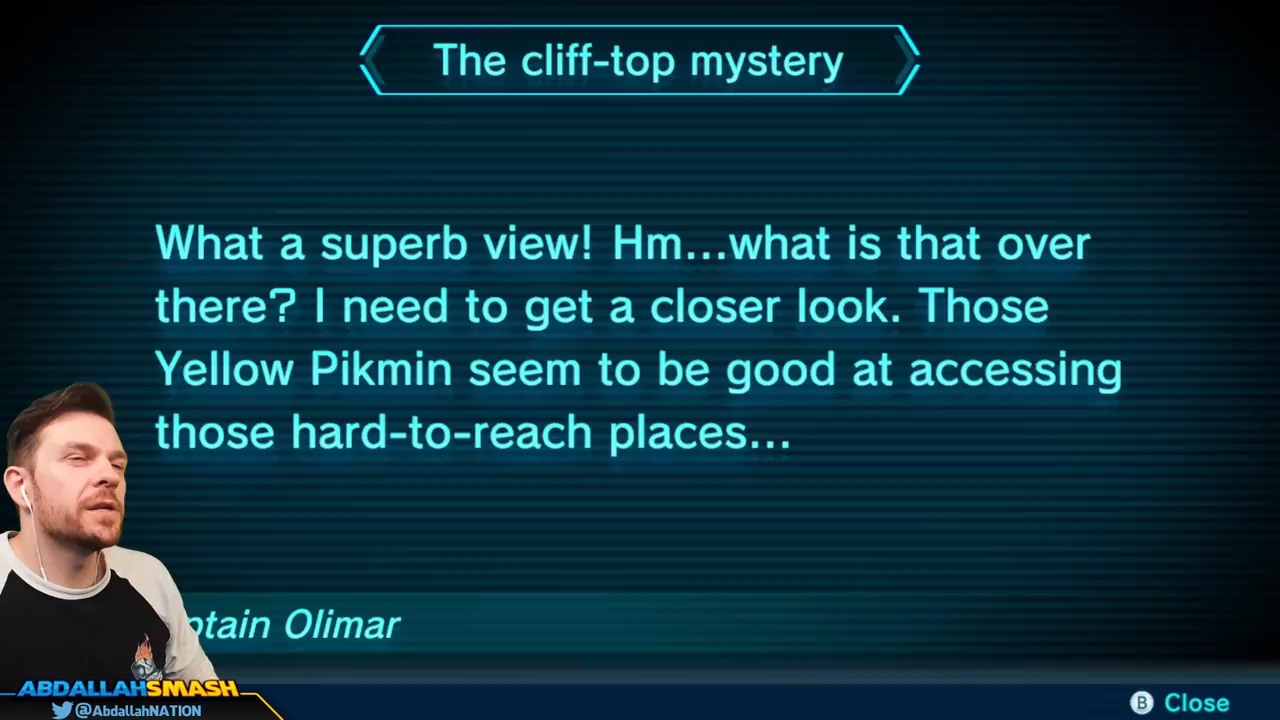 The cliff-top mystery
What a superb view! Hm...what is that over
there? I need to get a closer look. Those
Yellow Pikmin seem to be good at accessing
those hard-to-reach places...
ptain Olimar
ABDALLAHSMASH
@AbdallahNATION
B Close